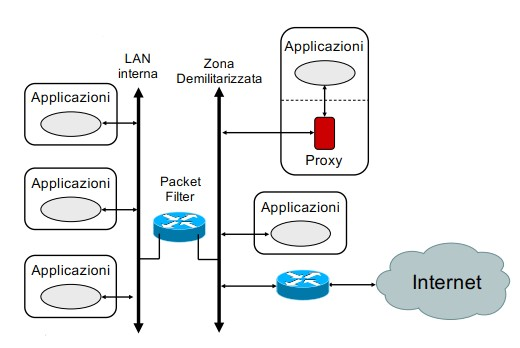 Applicazioni
LAN
interna
Zona
Demilitarizzata
Applicazioni
Proxy
Applicazioni
Packet
Filter
Applicazioni
Applicazioni
Internet